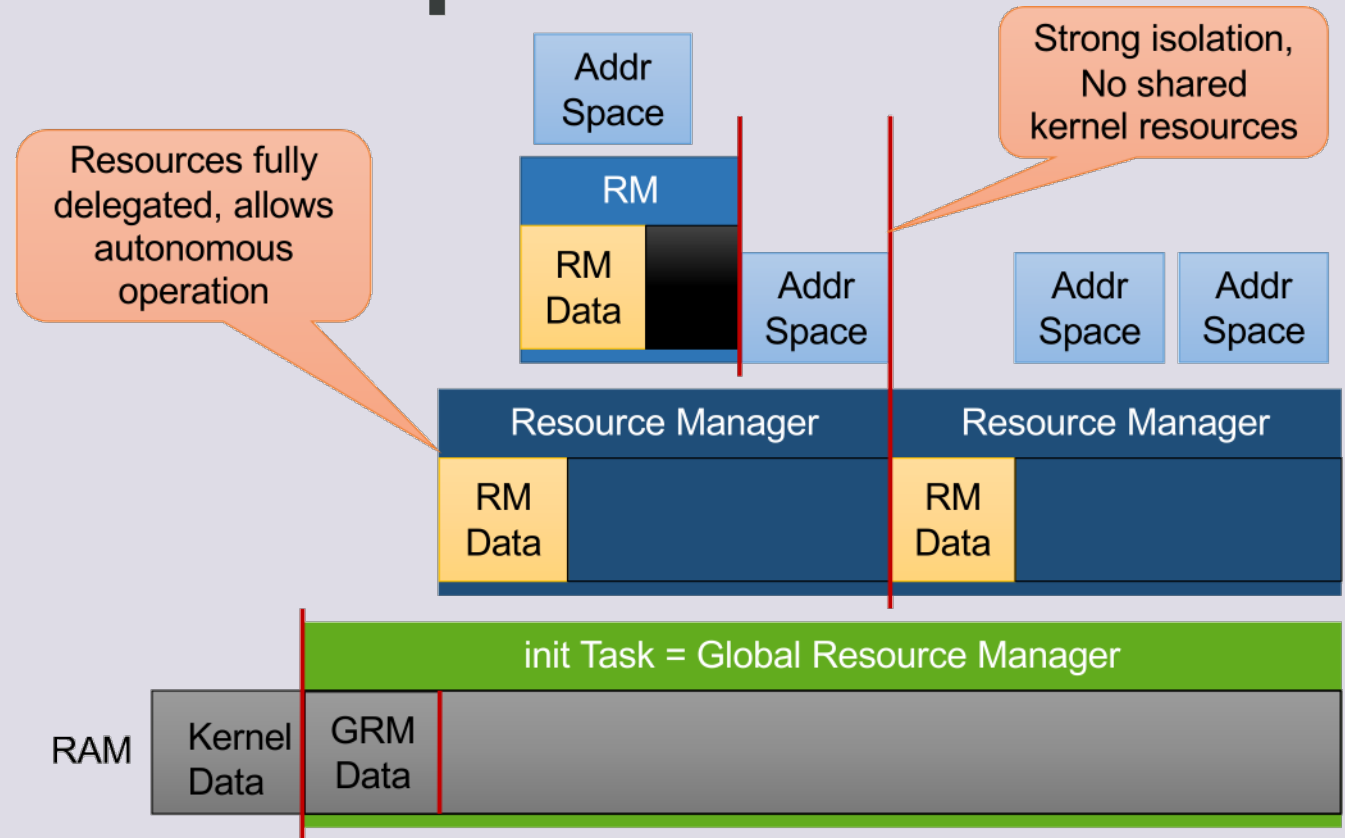 Addr
Space
Strong isolation,
No shared
kernel resources
Resources fully
delegated, allows
autonomous
operation
RM
RM
Data
Addr
Space
Addr
Space
Addr
Space
Resource Manager
Resource Manager
RM
Data
RM
Data
init Task = Global Resource Manager
RAM
Kernel
Data
GRM
Data